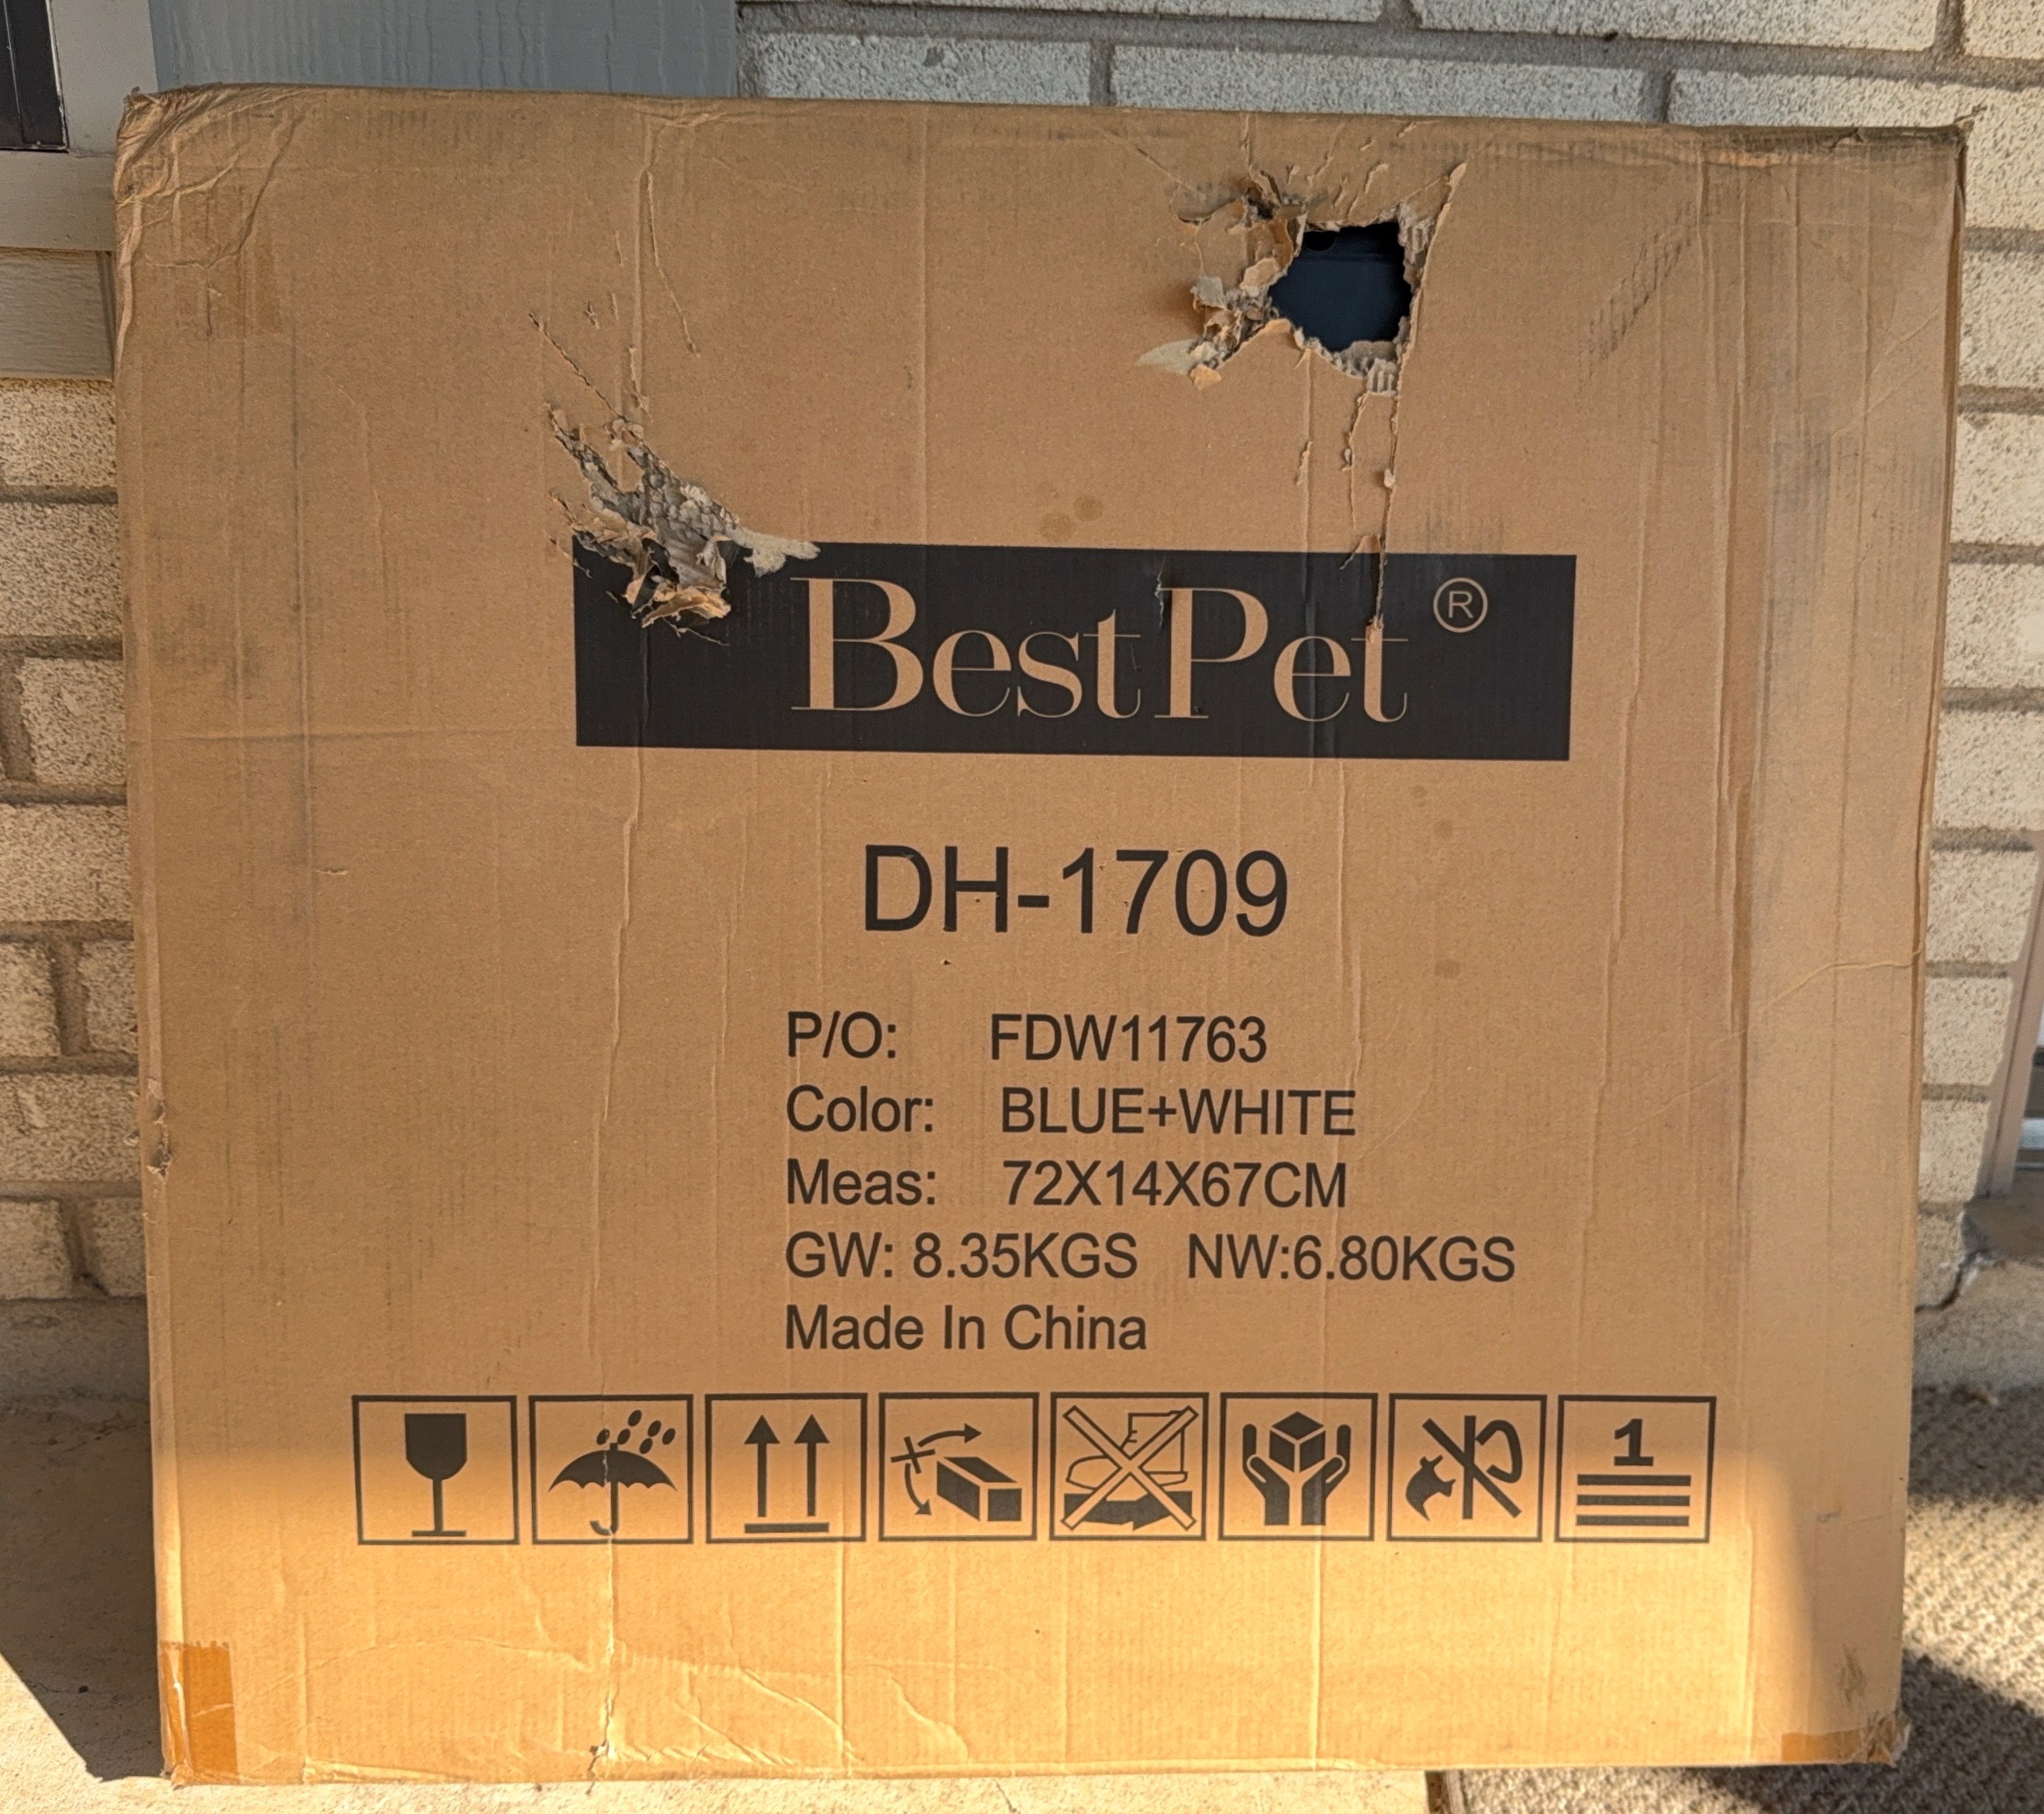 BestPet®
DH-1709
P/O: FDW11763
Color: BLUE+WHITE
Meas: 72X14X67CM
GW: 8.35KGS NW:6.80KGS
Made In China
1